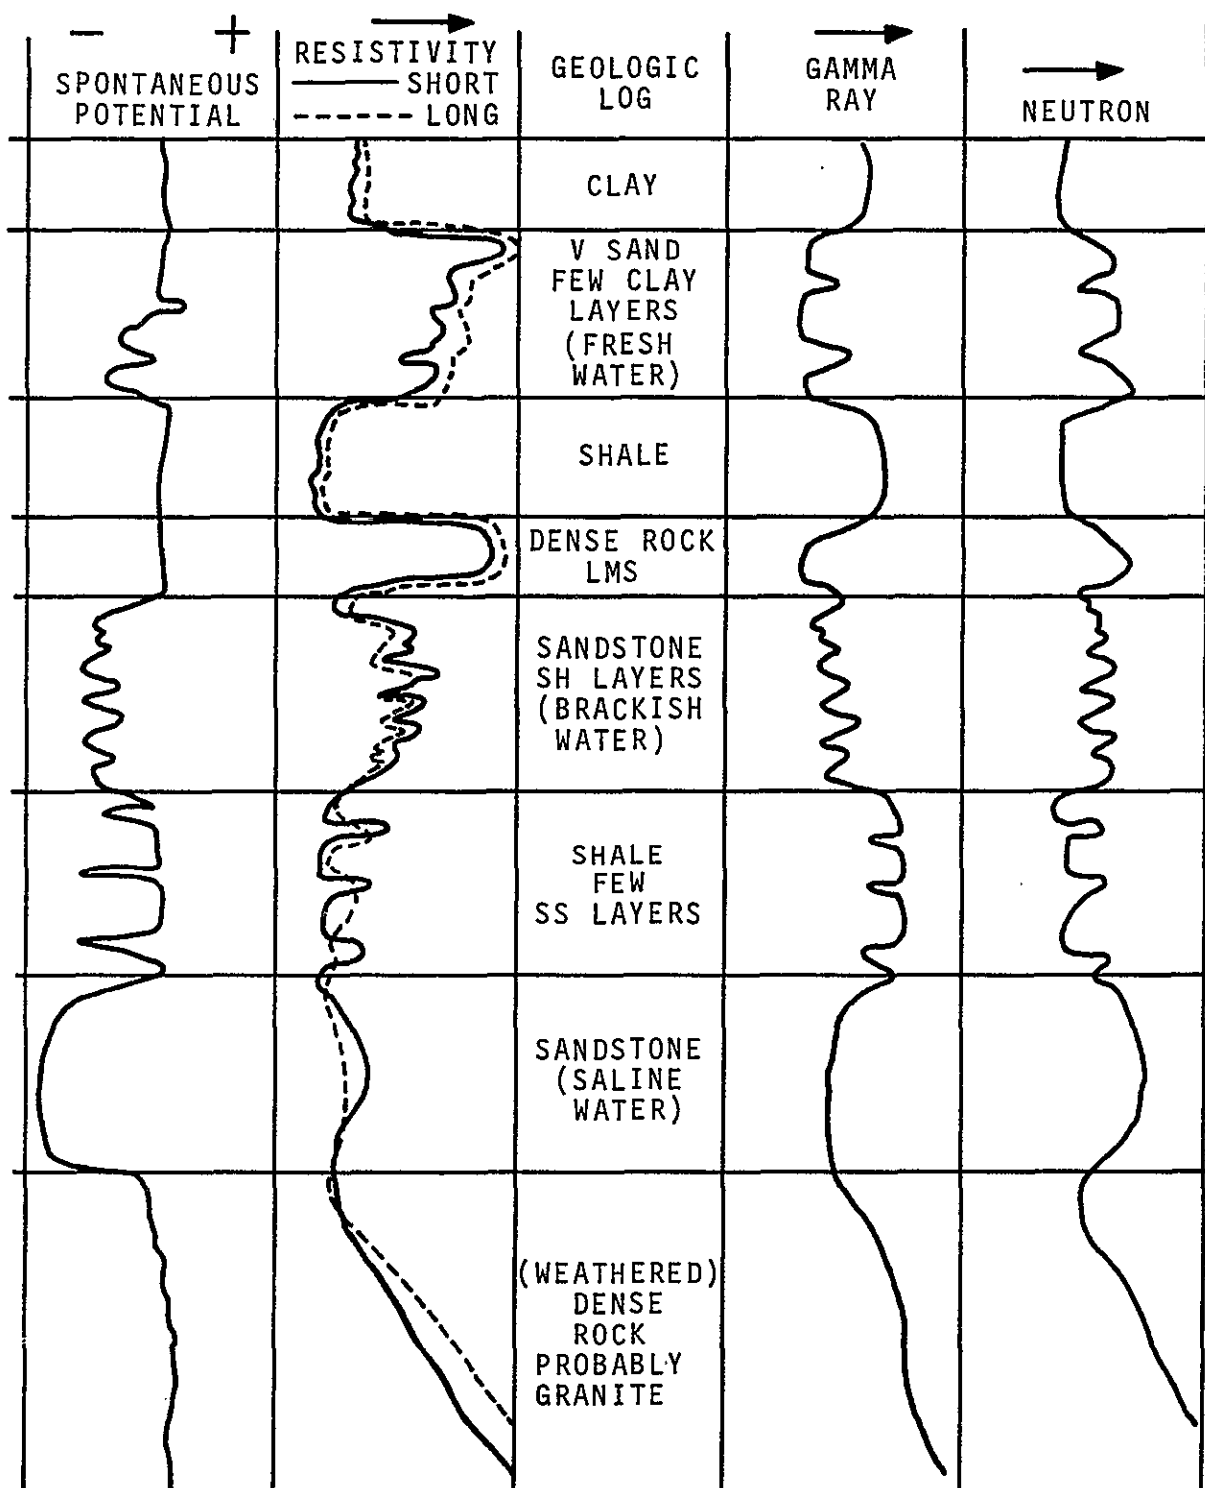 − +
SPONTANEOUS
POTENTIAL
RESISTIVITY
SHORT
LONG
GEOLOGIC
LOG
GAMMA
RAY
NEUTRON
CLAY
V SAND
FEW CLAY
LAYERS
(FRESH
WATER)
SHALE
DENSE ROCK
LMS
SANDSTONE
SH LAYERS
(BRACKISH
WATER)
SHALE
FEW
SS LAYERS
SANDSTONE
(SALINE
WATER)
(WEATHERED)
DENSE
ROCK
PROBABLY
GRANITE